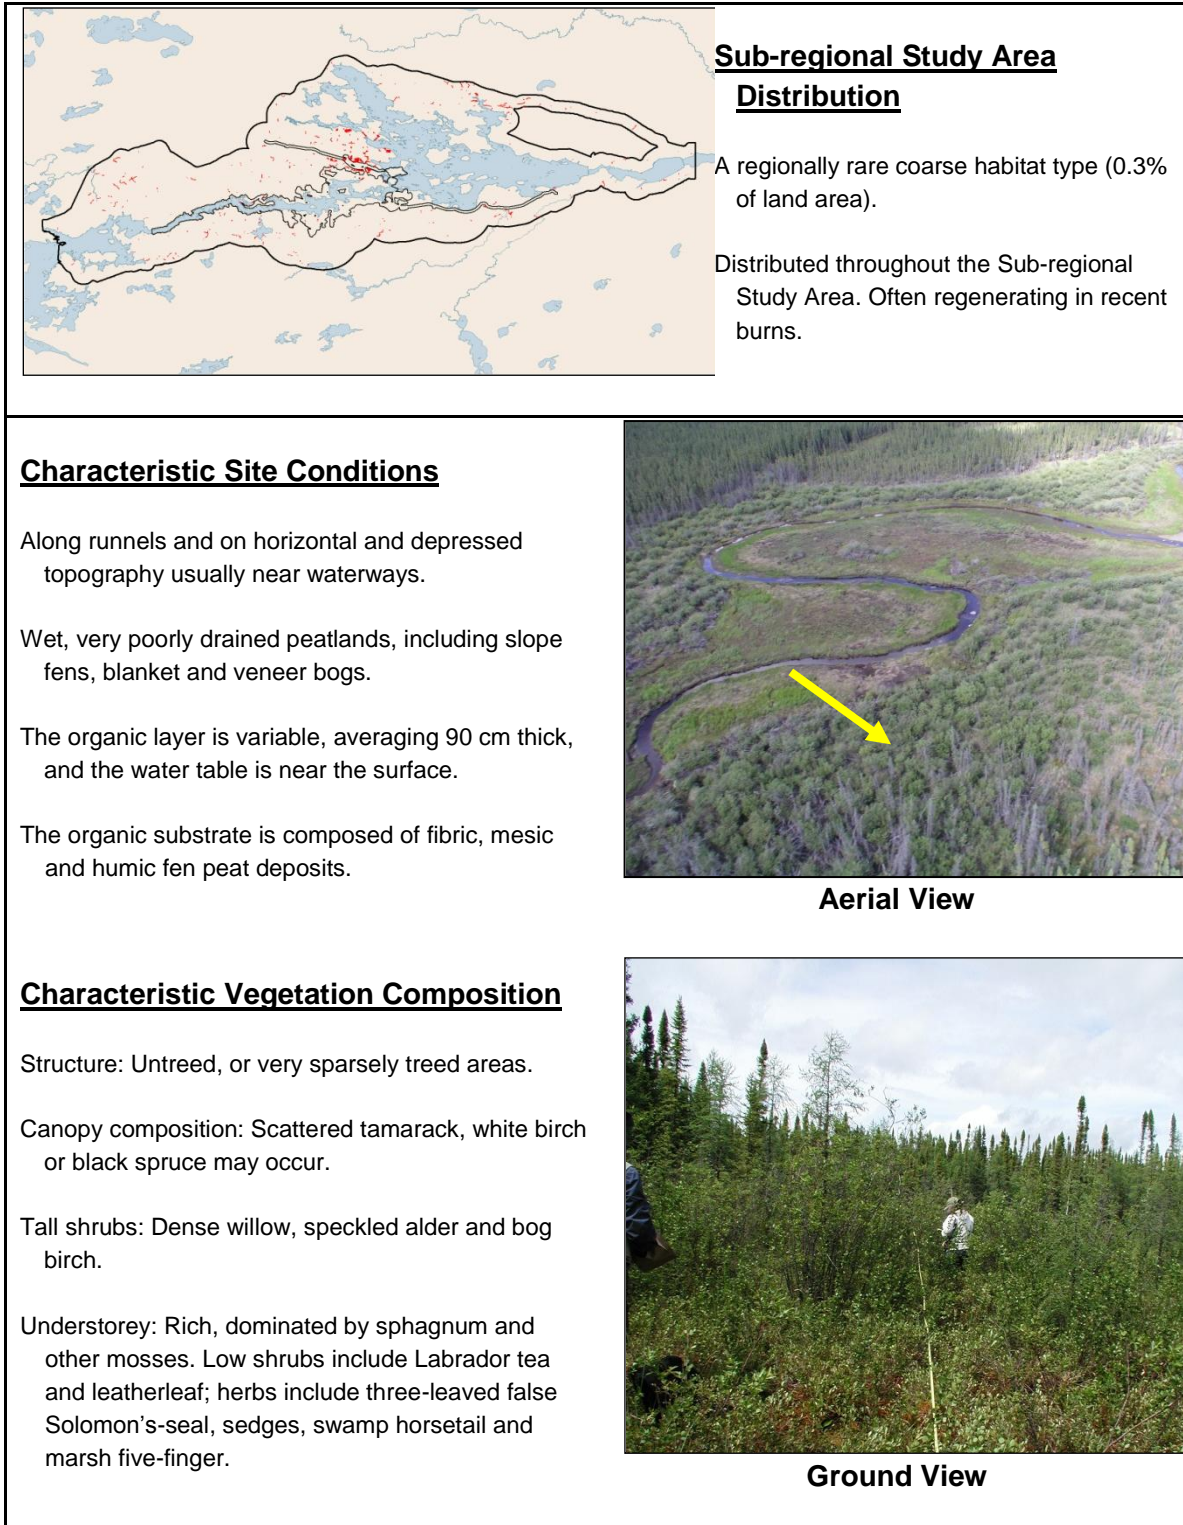 Sub-regional Study Area
Distribution
A regionally rare coarse habitat type (0.3%
of land area).
Distributed throughout the Sub-regional
Study Area. Often regenerating in recent
burns.
Characteristic Site Conditions
Along runnels and on horizontal and depressed
topography usually near waterways.
Wet, very poorly drained peatlands, including slope
fens, blanket and veneer bogs.
The organic layer is variable, averaging 90 cm thick,
and the water table is near the surface.
The organic substrate is composed of fibric, mesic
and humic fen peat deposits.
Aerial View
Characteristic Vegetation Composition
Structure: Untreed, or very sparsely treed areas.
Canopy composition: Scattered tamarack, white birch
or black spruce may occur.
Tall shrubs: Dense willow, speckled alder and bog
birch.
Understorey: Rich, dominated by sphagnum and
other mosses. Low shrubs include Labrador tea
and leatherleaf; herbs include three-leaved false
Solomon's-seal, sedges, swamp horsetail and
marsh five-finger.
Ground View